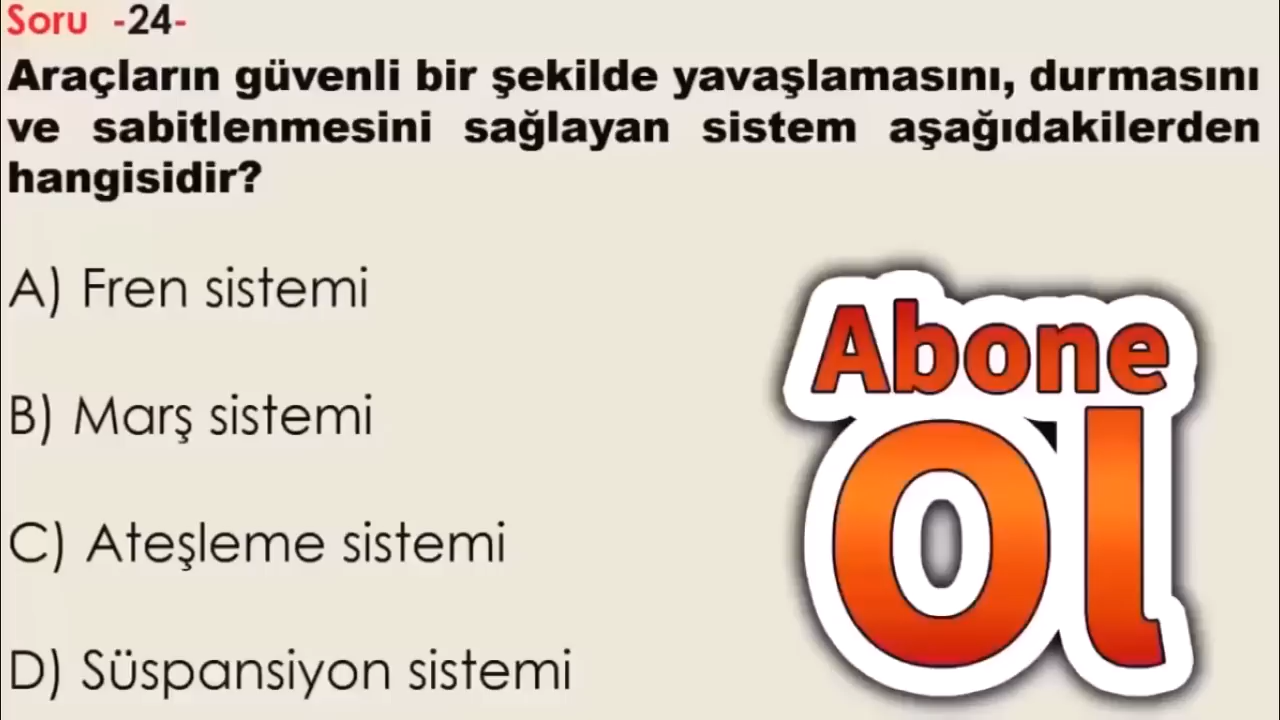 Soru -24-
Araçların güvenli bir şekilde yavaşlamasını, durmasını
ve sabitlenmesini sağlayan sistem aşağıdakilerden
hangisidir?
A) Fren sistemi
B) Marş sistemi
C) Ateşleme sistemi
D) Süspansiyon sistemi
Abone
Ol